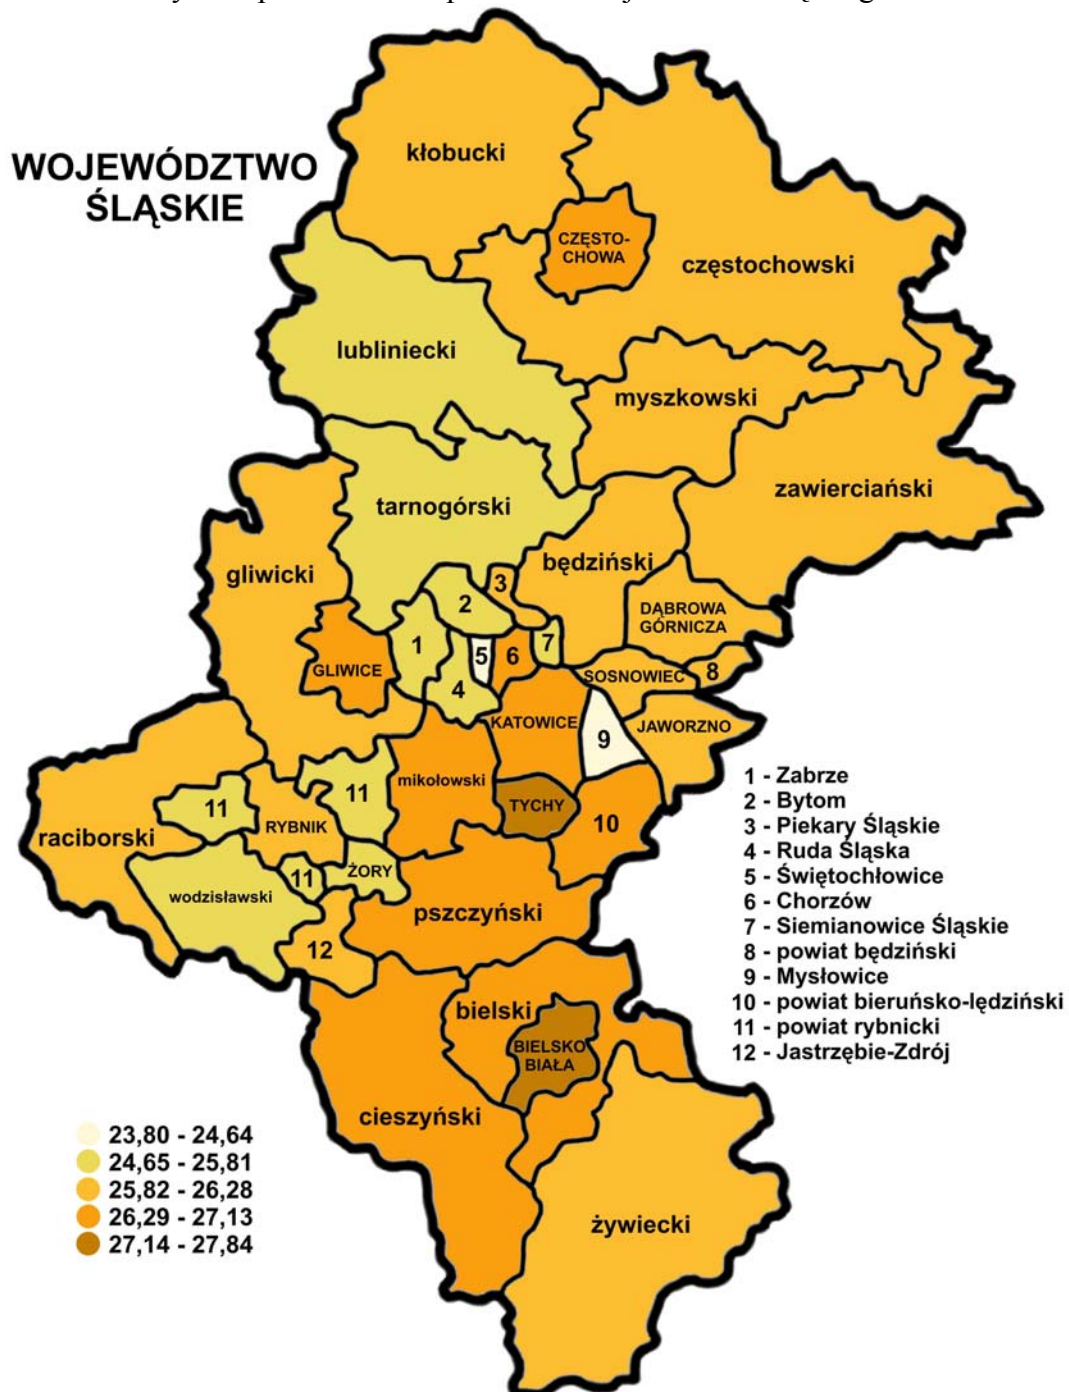 WOJEWÓDZTWO
ŚLĄSKIE
kłobucki
CZĘSTO-
CHOWA
częstochowski
lubliniecki
myszkowski
zawierciański
tarnogórski
gliwicki
będziński
3
2
DĄBROWA
GÓRNICZA
1
5
6
7
GLIWICE
4
SOSNOWIEC
8
KATOWICE
9
JAWORZNO
mikołowski
11
11
TYCHY
10
RYBNIK
raciborski
11
ŻORY
wodzisławski
pszczyński
12
bielski
BIELSKO
BIAŁA
cieszyński
żywiecki
1 - Zabrze
2 - Bytom
3 - Piekary Śląskie
4 - Ruda Śląska
5 - Świętochłowice
6 - Chorzów
7 - Siemianowice Śląskie
8 - powiat będziński
9 - Mysłowice
10 - powiat bieruńsko-lędziński
11 - powiat rybnicki
12 - Jastrzębie-Zdrój
23,80 - 24,64
24,65 - 25,81
25,82 - 26,28
26,29 - 27,13
27,14 - 27,84